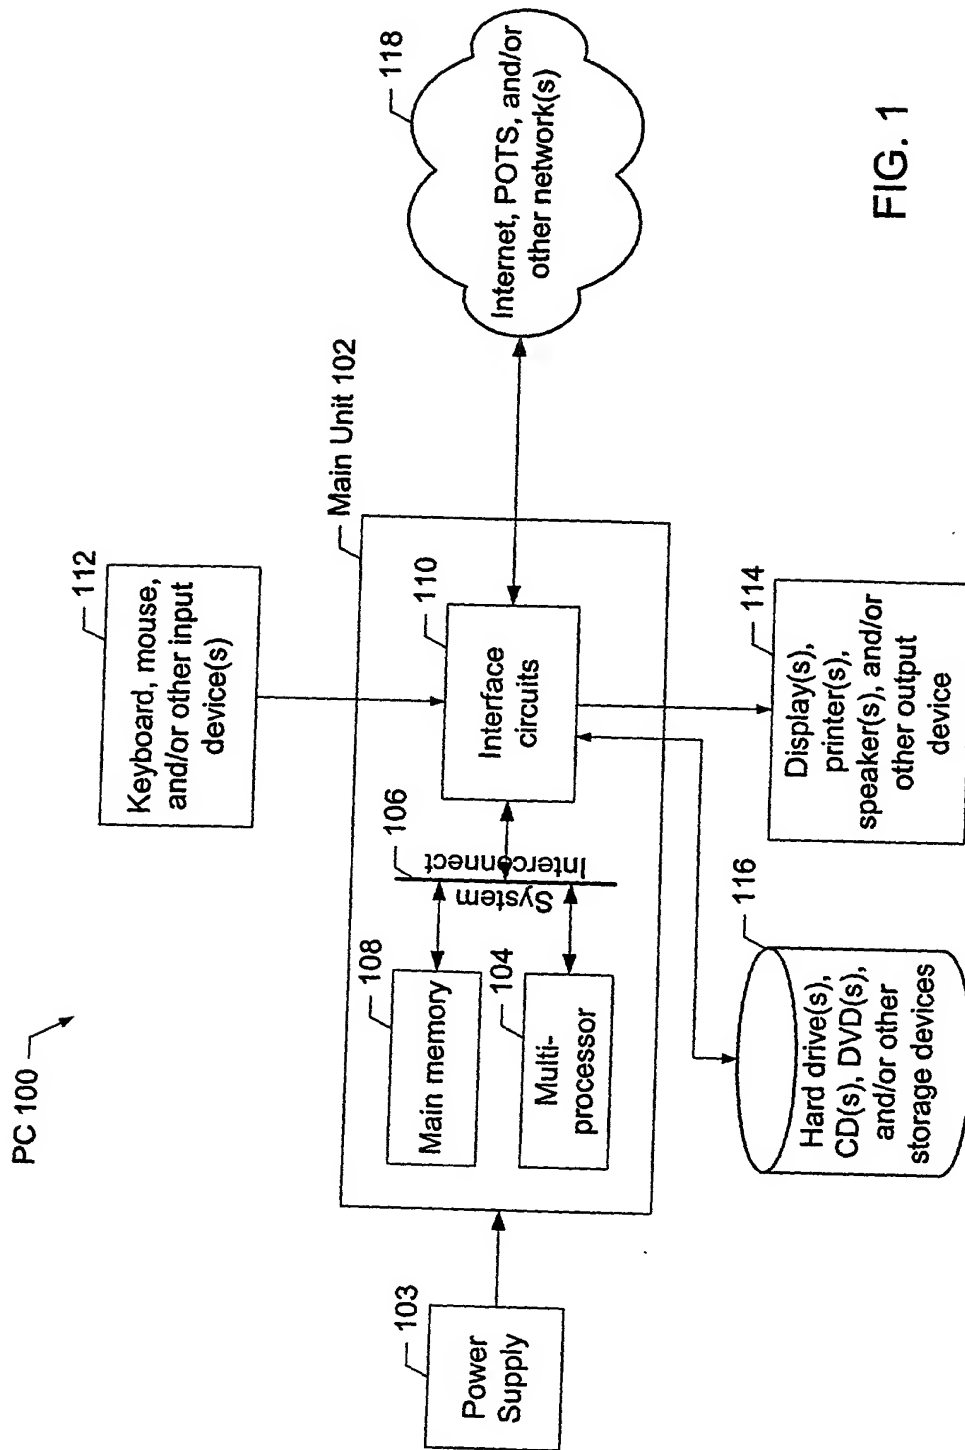 PC 100
112
Keyboard, mouse,
and/or other input
device(s)
Main Unit 102
118
Internet, POTS, and/or
other network(s)
103
Power
Supply
108
Main memory
104
Multi-
processor
106
System
Interconnect
110
Interface
circuits
116
Hard drive(s),
CD(s), DVD(s),
and/or other
storage devices
114
Display(s),
printer(s),
speaker(s), and/or
other output
device
FIG. 1